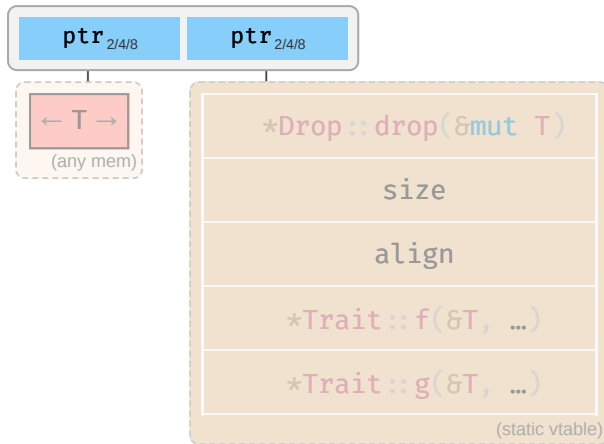 ptr2/4/8 ptr2/4/8
← T →
(any mem)
*Drop::drop(&mut T)
size
align
*Trait::f(&T, …)
*Trait::g(&T, …)
(static vtable)